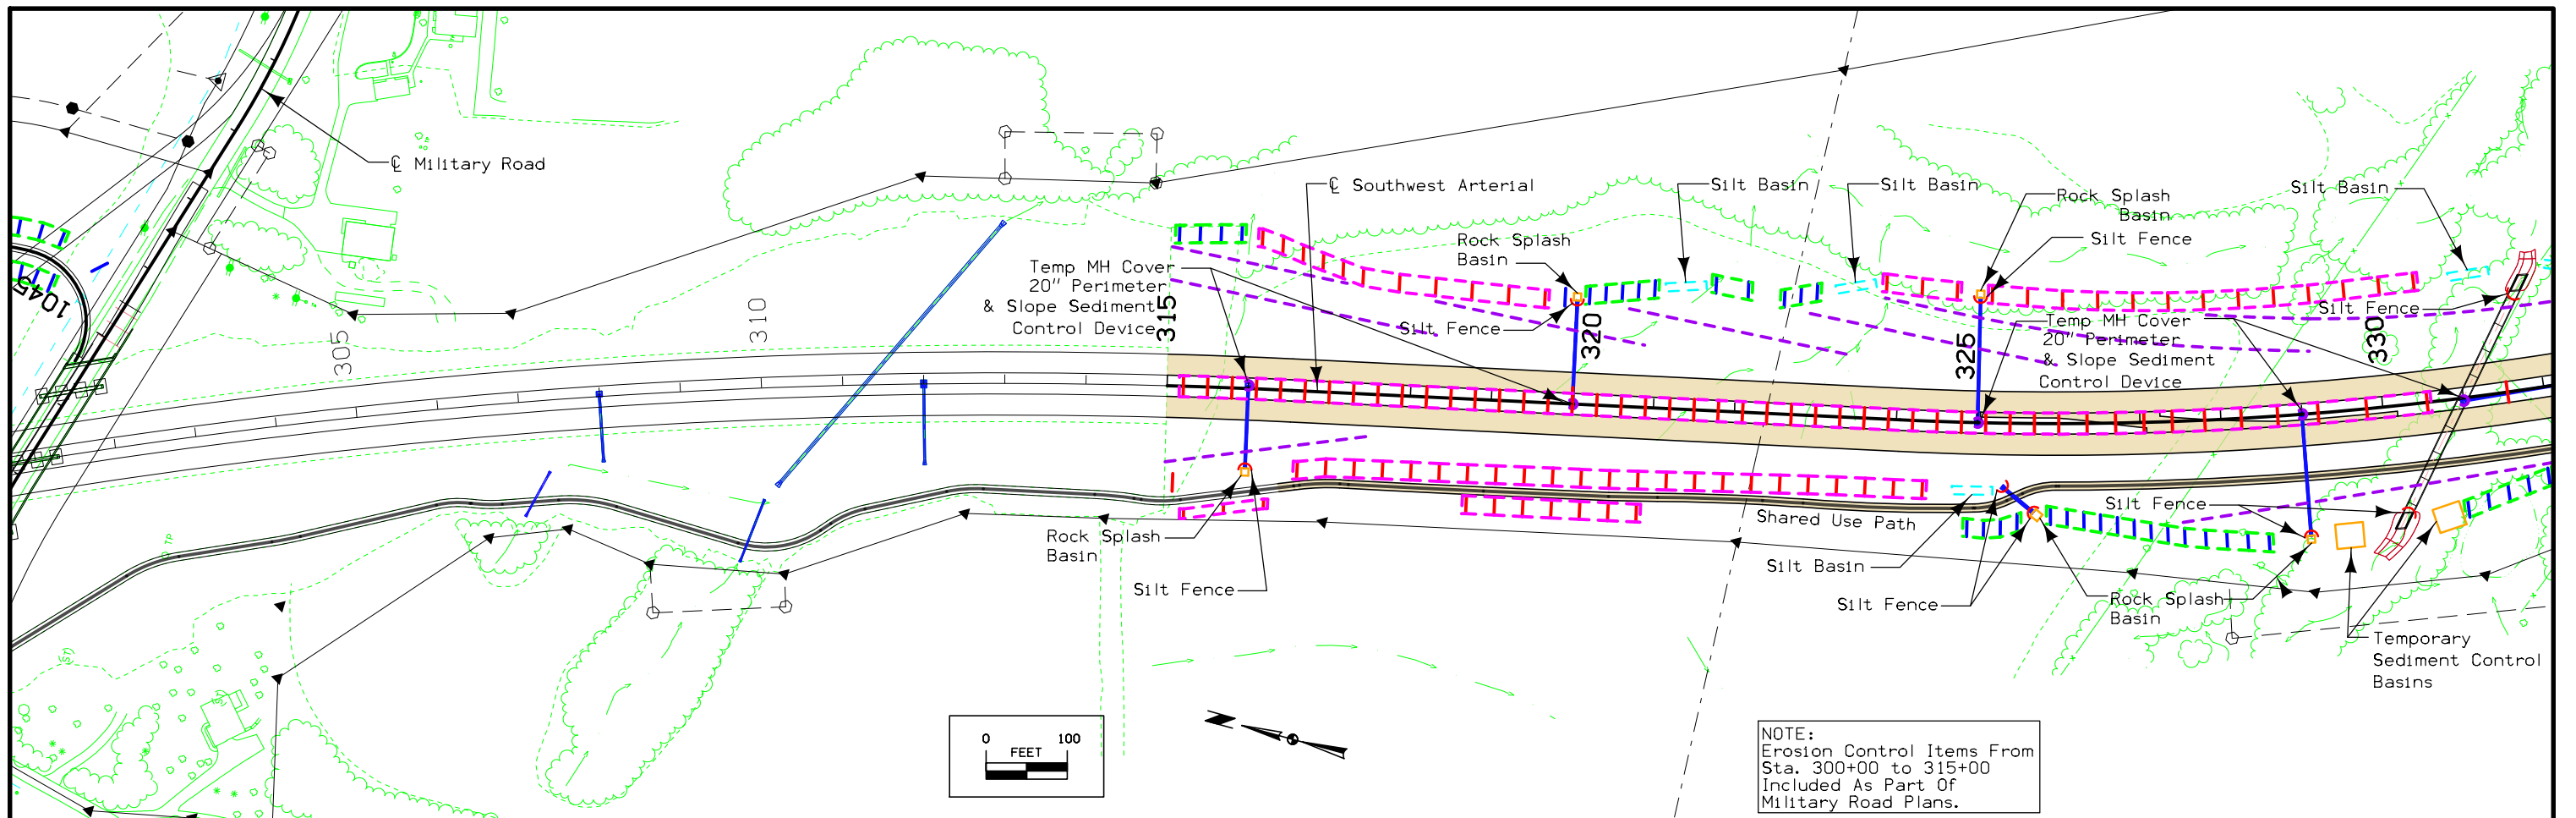 ℄ Military Road
1045
305
310
315
320
325
330
℄ Southwest Arterial
Temp MH Cover
20" Perimeter
& Slope Sediment
Control Device
Rock Splash
Basin
Silt Fence
Silt Basin
Silt Basin
Rock Splash
Basin
Silt Fence
Silt Basin
Silt Fence
Temp MH Cover
20" Perimeter
& Slope Sediment
Control Device
Rock Splash
Basin
Silt Fence
Shared Use Path
Silt Basin
Silt Fence
Silt Fence
Rock Splash
Basin
Temporary
Sediment Control
Basins
TP
(ST)
0 100
FEET
N
NOTE:
Erosion Control Items From
Sta. 300+00 to 315+00
Included As Part Of
Military Road Plans.